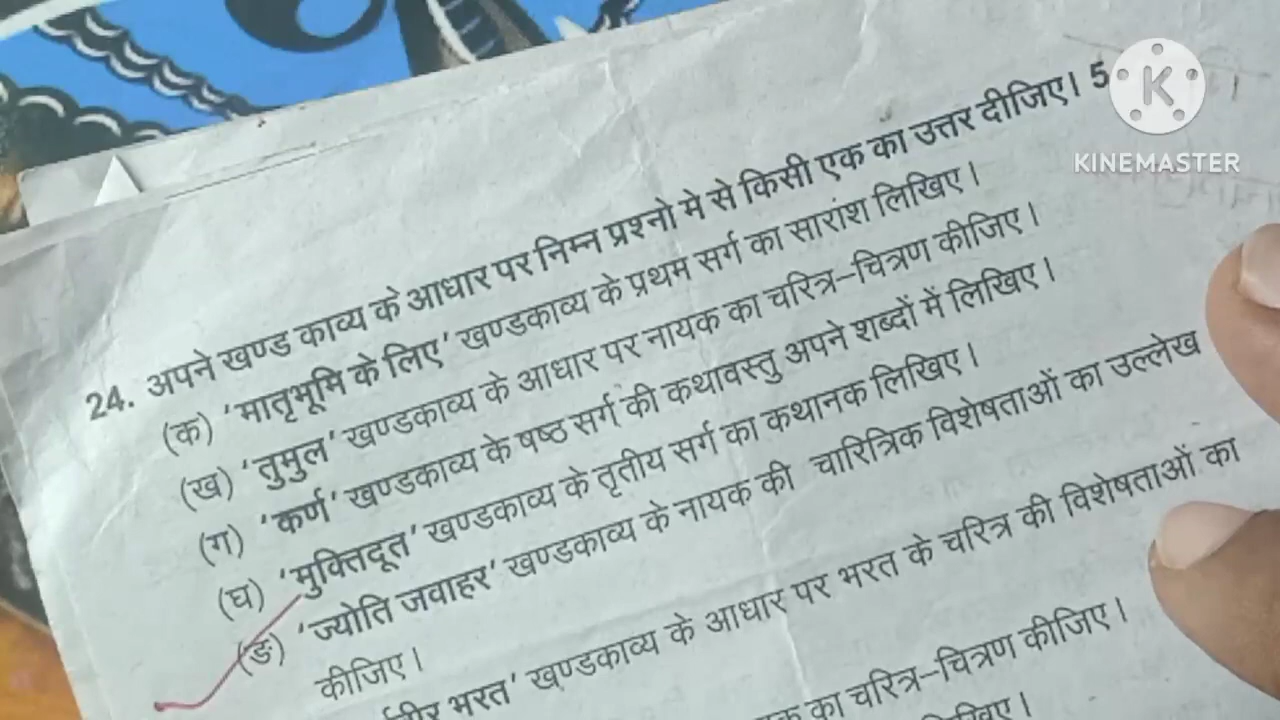 K
KINEMASTER
24. अपने खण्ड काव्य के आधार पर निम्न प्रश्नो मे से किसी एक का उत्तर दीजिए। 5
(क) 'मातृभूमि के लिए' खण्डकाव्य के प्रथम सर्ग का सारांश लिखिए।
(ख) 'तुमुल' खण्डकाव्य के आधार पर नायक का चरित्र–चित्रण कीजिए।
(ग) 'कर्ण' खण्डकाव्य के षष्ठ सर्ग की कथावस्तु अपने शब्दों में लिखिए।
(घ) 'मुक्तिदूत' खण्डकाव्य के तृतीय सर्ग का कथानक लिखिए।
(ङ) 'ज्योति जवाहर' खण्डकाव्य के नायक की चारित्रिक विशेषताओं का उल्लेख
कीजिए।
भरत' खण्डकाव्य के आधार पर भरत के चरित्र की विशेषताओं का
का चरित्र–चित्रण कीजिए।